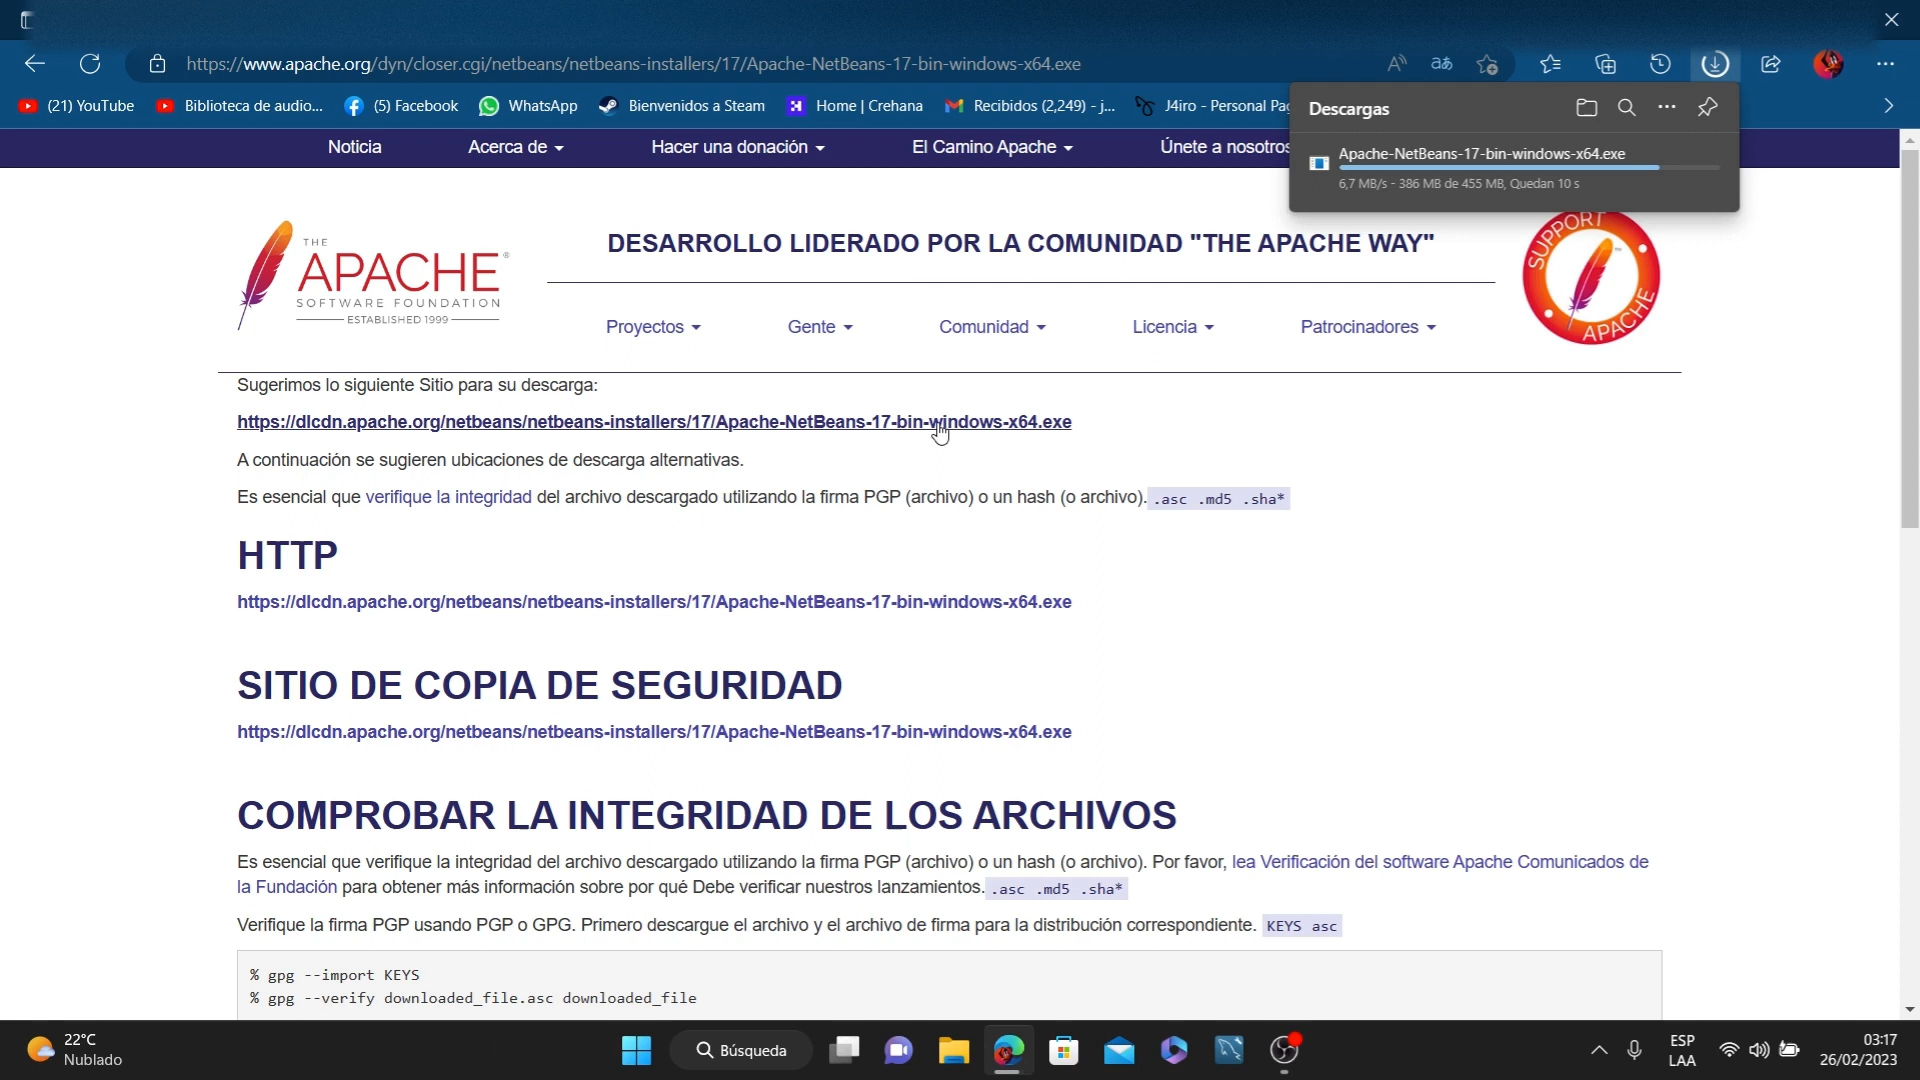 https://www.apache.org/dyn/closer.cgi/netbeans/netbeans-installers/17/Apache-NetBeans-17-bin-windows-x64.exe
(21) YouTube
Biblioteca de audio...
(5) Facebook
WhatsApp
Bienvenidos a Steam
Home | Crehana
Recibidos (2,249) - j...
J4iro - Personal Pag
Descargas
Apache-NetBeans-17-bin-windows-x64.exe
6,7 MB/s - 386 MB de 455 MB, Quedan 10 s
Noticia
Acerca de
Hacer una donación
El Camino Apache
Únete a nosotros
THE
APACHE
SOFTWARE FOUNDATION
ESTABLISHED 1999
DESARROLLO LIDERADO POR LA COMUNIDAD "THE APACHE WAY"
SUPPORT
APACHE
Proyectos
Gente
Comunidad
Licencia
Patrocinadores
Sugerimos lo siguiente Sitio para su descarga:
https://dlcdn.apache.org/netbeans/netbeans-installers/17/Apache-NetBeans-17-bin-windows-x64.exe
A continuación se sugieren ubicaciones de descarga alternativas.
Es esencial que verifique la integridad del archivo descargado utilizando la firma PGP (archivo) o un hash (o archivo). .asc .md5 .sha*
HTTP
https://dlcdn.apache.org/netbeans/netbeans-installers/17/Apache-NetBeans-17-bin-windows-x64.exe
SITIO DE COPIA DE SEGURIDAD
https://dlcdn.apache.org/netbeans/netbeans-installers/17/Apache-NetBeans-17-bin-windows-x64.exe
COMPROBAR LA INTEGRIDAD DE LOS ARCHIVOS
Es esencial que verifique la integridad del archivo descargado utilizando la firma PGP (archivo) o un hash (o archivo). Por favor, lea Verificación del software Apache Comunicados de
la Fundación para obtener más información sobre por qué Debe verificar nuestros lanzamientos. .asc .md5 .sha*
Verifique la firma PGP usando PGP o GPG. Primero descargue el archivo y el archivo de firma para la distribución correspondiente. KEYS asc
% gpg --import KEYS
% gpg --verify downloaded_file.asc downloaded_file
22°C
Nublado
Búsqueda
ESP
LAA
03:17
26/02/2023